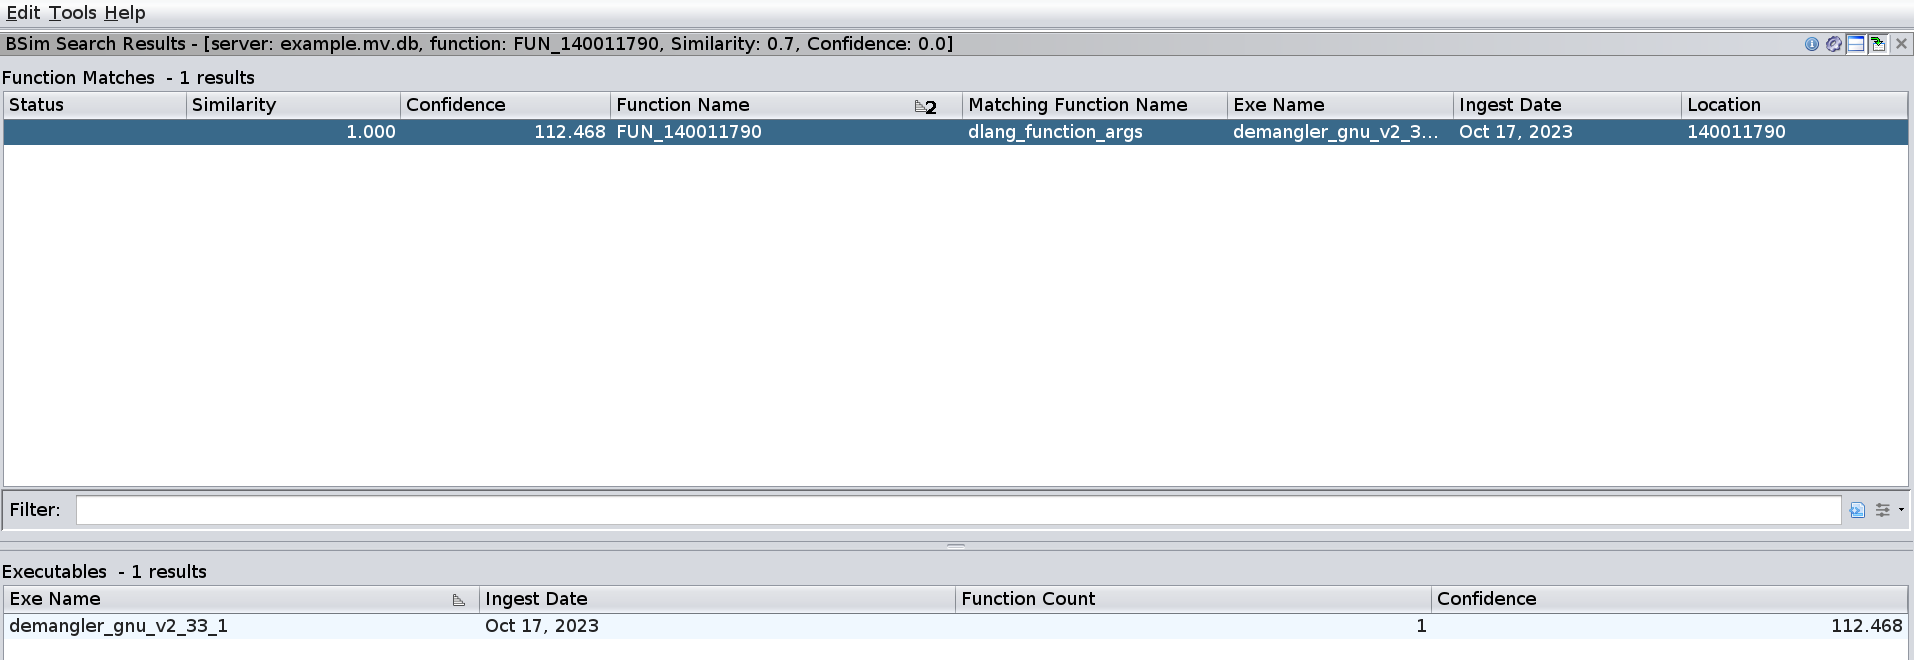 Edit Tools Help
BSim Search Results - [server: example.mv.db, function: FUN_140011790, Similarity: 0.7, Confidence: 0.0]
Function Matches - 1 results
Status Similarity Confidence Function Name 2 Matching Function Name Exe Name Ingest Date Location
1.000 112.468 FUN_140011790 dlang_function_args demangler_gnu_v2_3... Oct 17, 2023 140011790
Filter:
Executables - 1 results
Exe Name Ingest Date Function Count Confidence
demangler_gnu_v2_33_1 Oct 17, 2023 1 112.468